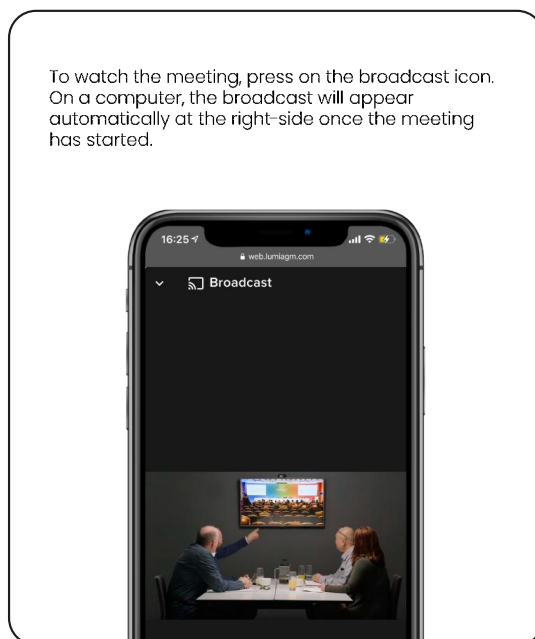 To watch the meeting, press on the broadcast icon.
On a computer, the broadcast will appear
automatically at the right-side once the meeting
has started.
16:25
web.lumiagm.com
Broadcast